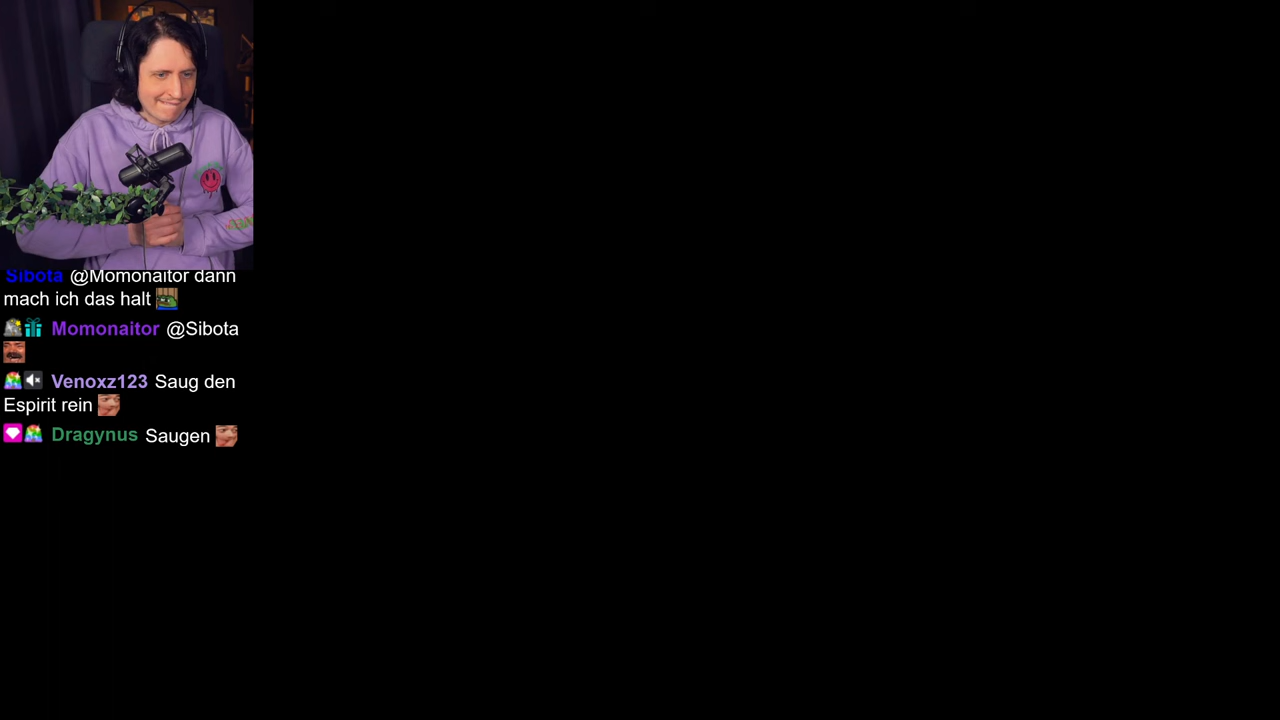 Sibota @Momonaitor dann
mach ich das halt
Momonaitor @Sibota
Venoxz123 Saug den
Espirit rein
Dragynus Saugen